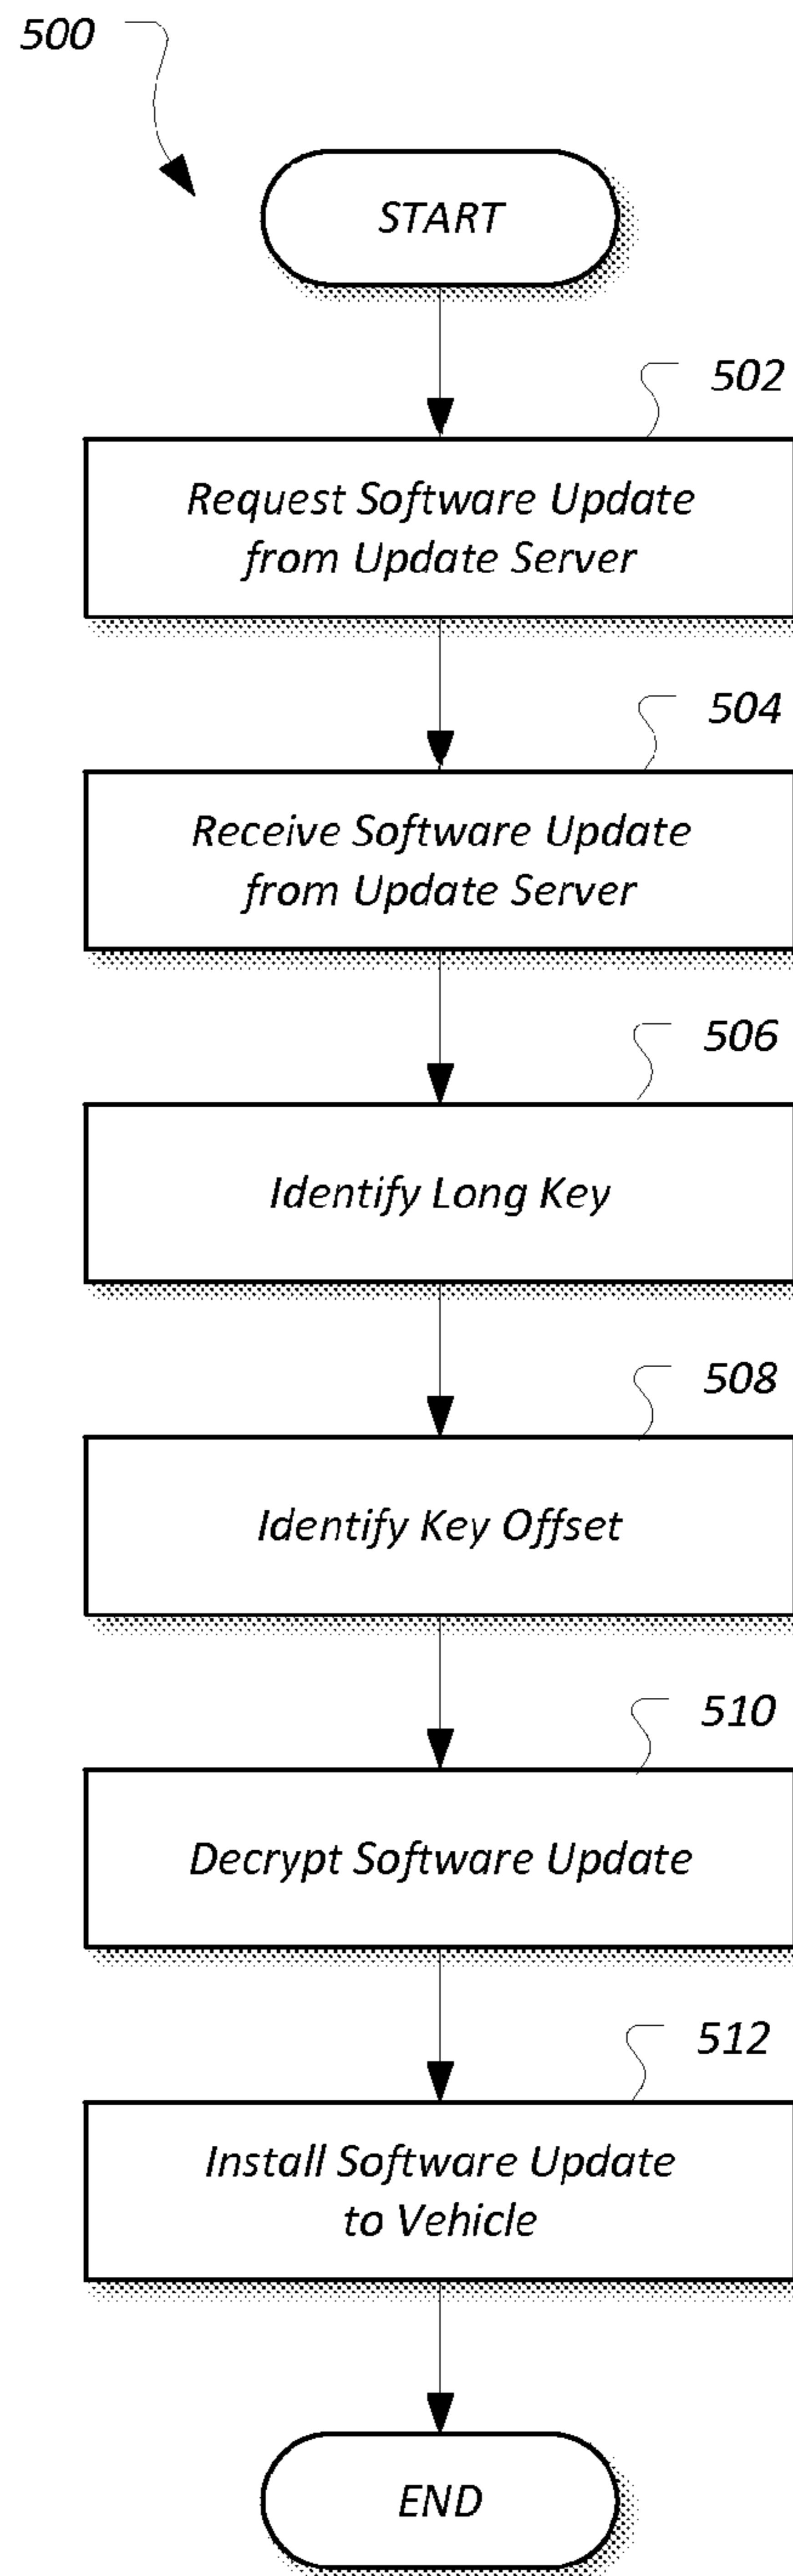 500
START
502
Request Software Update
from Update Server
504
Receive Software Update
from Update Server
506
Identify Long Key
508
Identify Key Offset
510
Decrypt Software Update
512
Install Software Update
to Vehicle
END